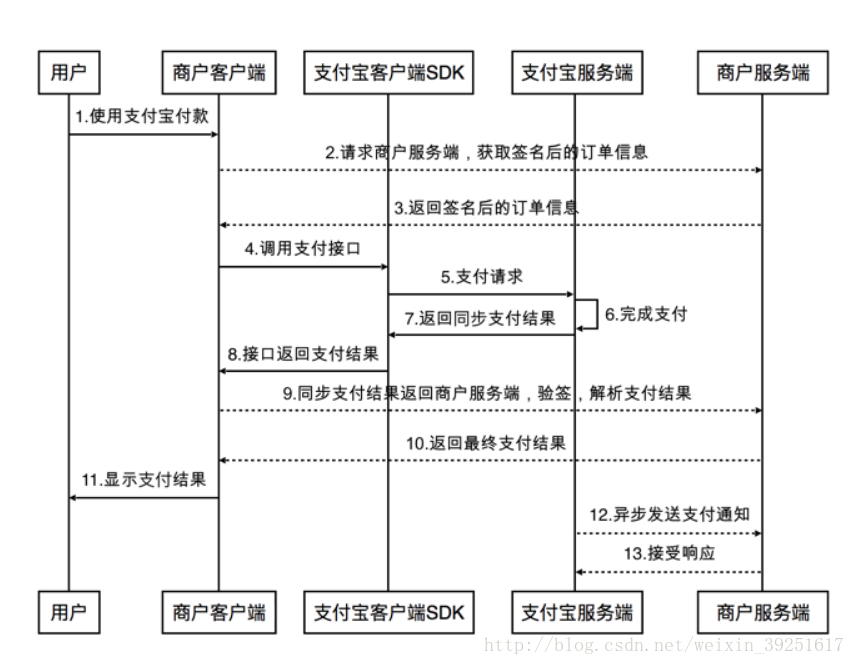 用户
商户客户端
支付宝客户端SDK
支付宝服务端
商户服务端
1.使用支付宝付款
2.请求商户服务端，获取签名后的订单信息
3.返回签名后的订单信息
4.调用支付接口
5.支付请求
6.完成支付
7.返回同步支付结果
8.接口返回支付结果
9.同步支付结果返回商户服务端，验签，解析支付结果
10.返回最终支付结果
11.显示支付结果
12.异步发送支付通知
13.接受响应
用户
商户客户端
支付宝客户端SDK
支付宝服务端
商户服务端
http://blog.csdn.net/weixin_39251617